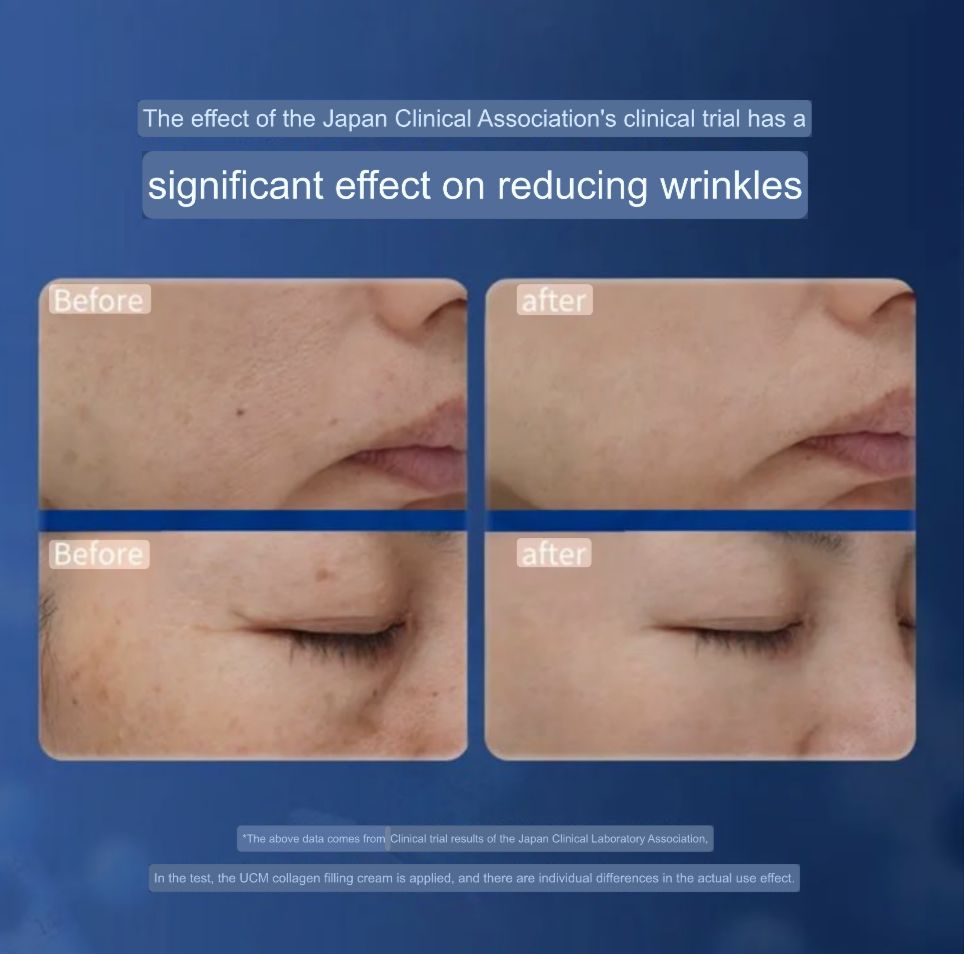 The effect of the Japan Clinical Association's clinical trial has a
significant effect on reducing wrinkles
Before
after
Before
after
*The above data comes from Clinical trial results of the Japan Clinical Laboratory Association,
In the test, the UCM collagen filling cream is applied, and there are individual differences in the actual use effect.